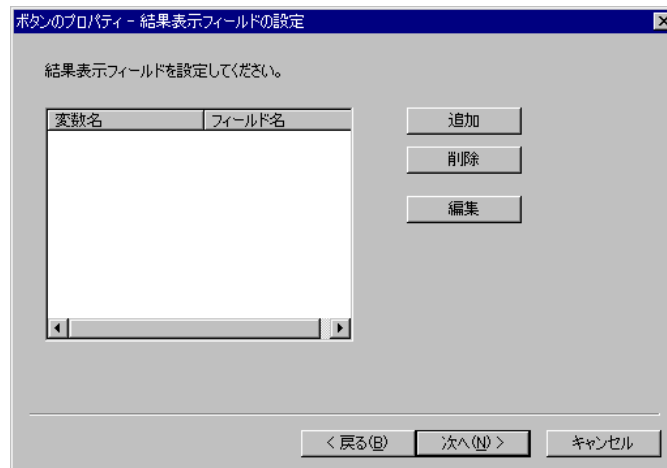 ボタンのプロパティ - 結果表示フィールドの設定
結果表示フィールドを設定してください。
変数名 フィールド名
追加
削除
編集
< 戻る(B) 次へ(N) > キャンセル